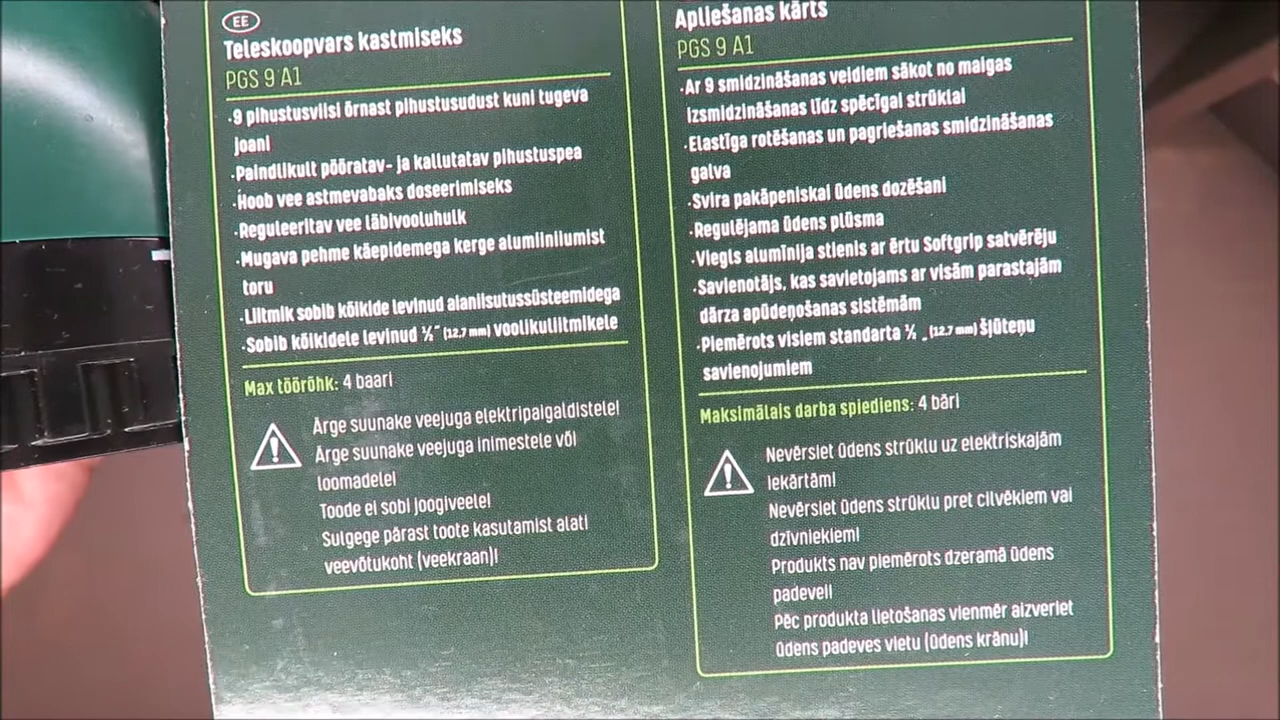 EE
Teleskoopvars kastmiseks
PGS 9 A1
·9 pihustusviisi õrnast pihustusudust kuni tugeva
joani
·Paindlikult pööratav- ja kallutatav pihustuspea
·Hoob vee astmevabaks doseerimiseks
·Reguleeritav vee läbivooluhulk
·Mugava pehme käepidemega kerge alumiiniumist
toru
·Liitmik sobib kõikide levinud aianiisutussüsteemidega
·Sobib kõikidele levinud ½" (12.7 mm) voolikuliitmikele
Max töörõhk: 4 baari
Ärge suunake veejuga elektripaigaldistele!
Ärge suunake veejuga inimestele või
loomadele!
Toode ei sobi joogiveele!
Sulgege pärast toote kasutamist alati
veevõtukoht (veekraan)!
Apliešanas kārts
PGS 9 A1
·Ar 9 smidzināšanas veidiem sākot no maigas
izsmidzināšanas līdz spēcīgai strūklai
·Elastīga rotēšanas un pagriešanas smidzināšanas
galva
·Svira pakāpeniskai ūdens dozēšani
·Regulējama ūdens plūsma
·Viegls alumīnija stienis ar ērtu Softgrip satvērēju
·Savienotājs, kas savietojams ar visām parastajām
dārza apūdeņošanas sistēmām
·Piemērots visiem standarta ½ „ (12.7 mm) šļūteņu
savienojumiem
Maksimālais darba spiediens: 4 bāri
Nevērsiet ūdens strūklu uz elektriskajām
iekārtām!
Nevērsiet ūdens strūklu pret cilvēkiem vai
dzīvniekiem!
Produkts nav piemērots dzeramā ūdens
padevei!
Pēc produkta lietošanas vienmēr aizveriet
ūdens padeves vietu (ūdens krānu)!